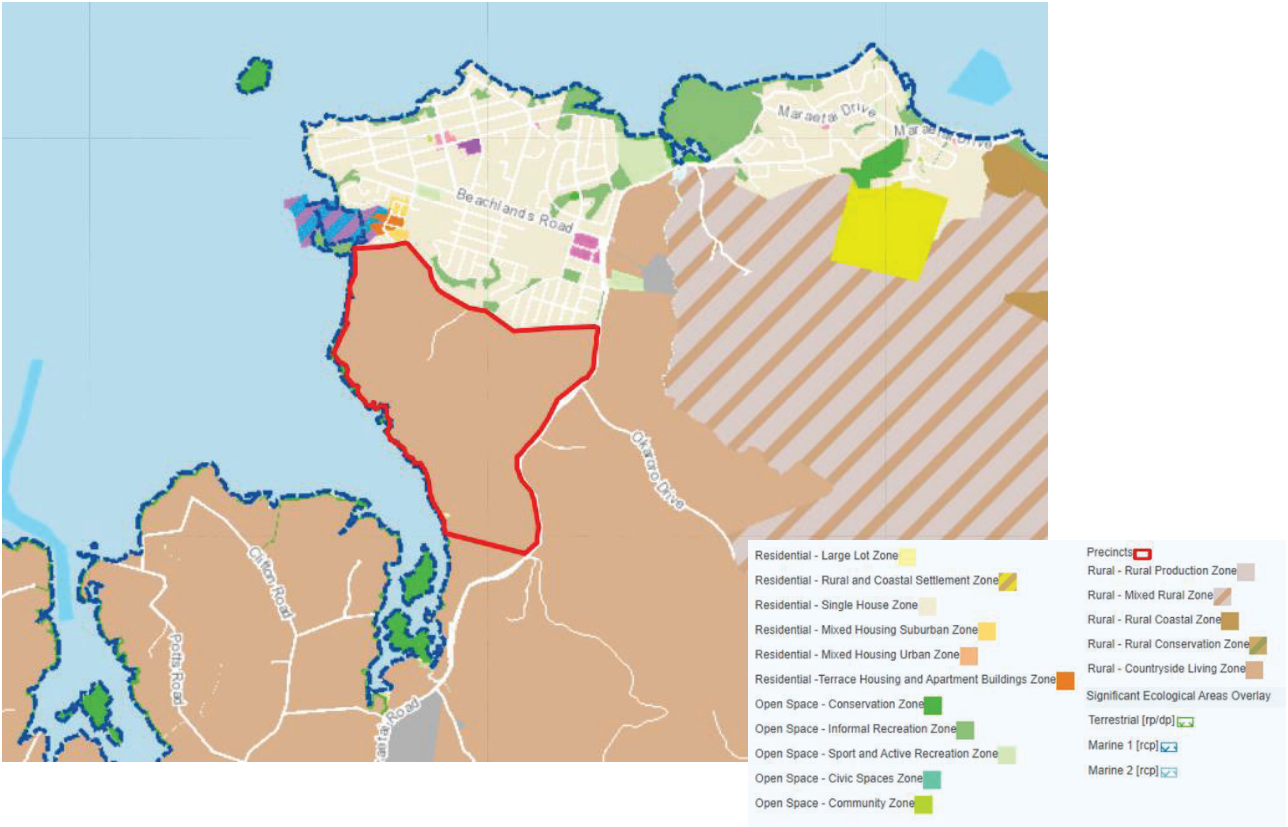 Maraetai Drive
Maraetai Drive
Beachlands Road
Okaroro Drive
Clifton Road
Potts Road
aetai Road
Residential - Large Lot Zone
Residential - Rural and Coastal Settlement Zone
Residential - Single House Zone
Residential - Mixed Housing Suburban Zone
Residential - Mixed Housing Urban Zone
Residential -Terrace Housing and Apartment Buildings Zone
Open Space - Conservation Zone
Open Space - Informal Recreation Zone
Open Space - Sport and Active Recreation Zone
Open Space - Civic Spaces Zone
Open Space - Community Zone
Precincts
Rural - Rural Production Zone
Rural - Mixed Rural Zone
Rural - Rural Coastal Zone
Rural - Rural Conservation Zone
Rural - Countryside Living Zone
Significant Ecological Areas Overlay
Terrestrial [rp/dp]
Marine 1 [rcp]
Marine 2 [rcp]